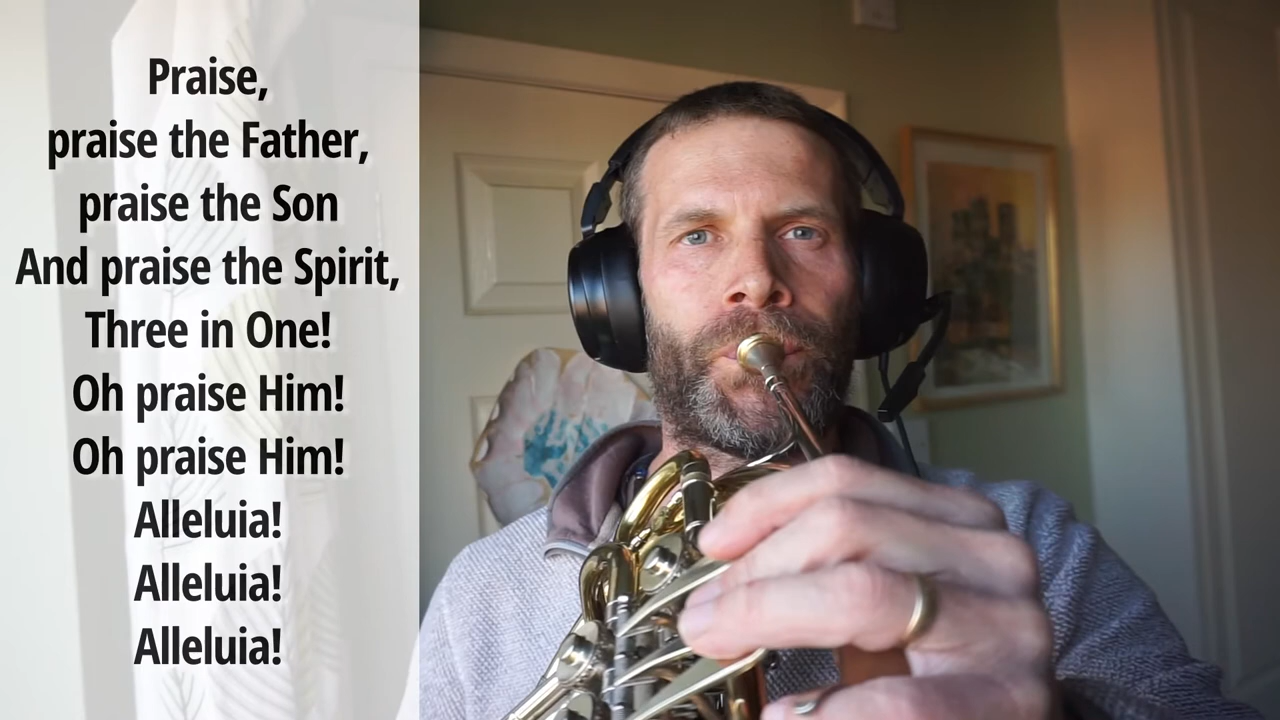 Praise,
praise the Father,
praise the Son
And praise the Spirit,
Three in One!
Oh praise Him!
Oh praise Him!
Alleluia!
Alleluia!
Alleluia!